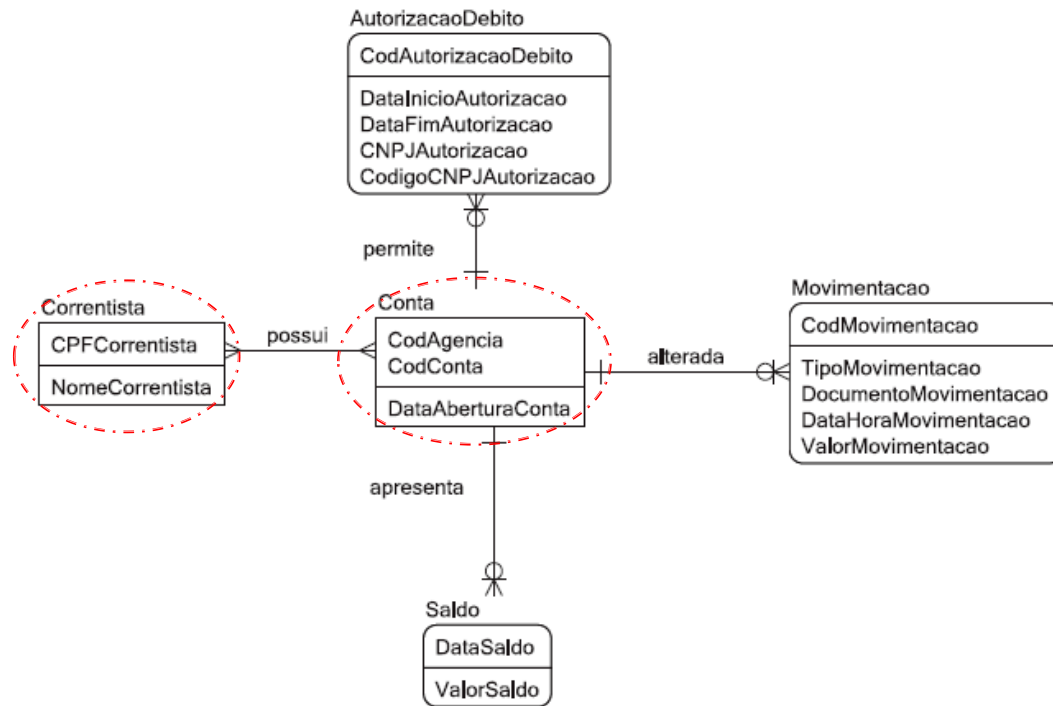 AutorizacaoDebito
CodAutorizacaoDebito
DataInicioAutorizacao
DataFimAutorizacao
CNPJAutorizacao
CodigoCNPJAutorizacao
permite
Correntista
CPFCorrentista
NomeCorrentista
possui
Conta
CodAgencia
CodConta
DataAberturaConta
alterada
Movimentacao
CodMovimentacao
TipoMovimentacao
DocumentoMovimentacao
DataHoraMovimentacao
ValorMovimentacao
apresenta
Saldo
DataSaldo
ValorSaldo